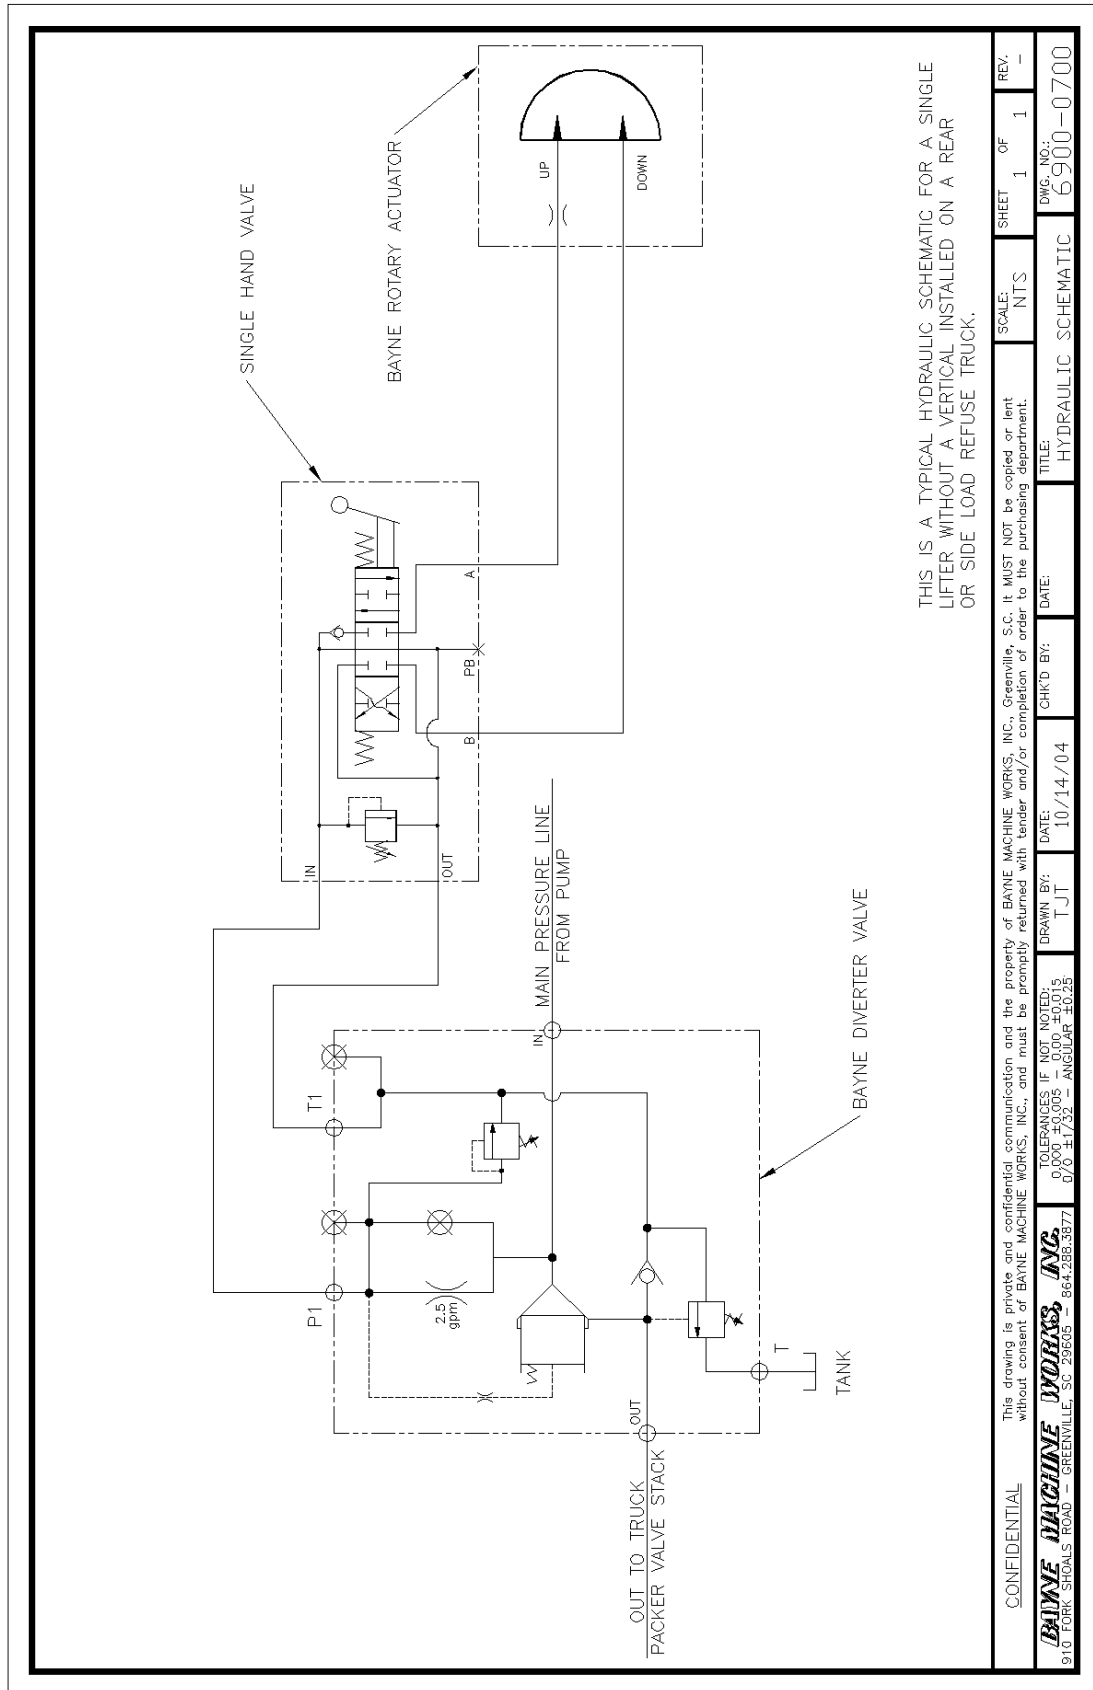 SINGLE HAND VALVE
BAYNE ROTARY ACTUATOR
UP
DOWN
IN
OUT
A
PB
B
MAIN PRESSURE LINE
FROM PUMP
IN
P1
T1
2.5
gpm
OUT
T
TANK
OUT TO TRUCK
PACKER VALVE STACK
BAYNE DIVERTER VALVE
THIS IS A TYPICAL HYDRAULIC SCHEMATIC FOR A SINGLE
LIFTER WITHOUT A VERTICAL INSTALLED ON A REAR
OR SIDE LOAD REFUSE TRUCK.
CONFIDENTIAL
This drawing is private and confidential communication and the property of BAYNE MACHINE WORKS, INC., Greenville, S.C. It MUST NOT be copied or lent
without consent of BAYNE MACHINE WORKS, INC., and must be promptly returned with tender and/or completion of order to the purchasing department.
SCALE:
NTS
SHEET 1 OF 1
REV.
-
BAYNE MACHINE WORKS, INC.
910 FORK SHOALS ROAD - GREENVILLE, SC 29605 - 864.288.3877
TOLERANCES IF NOT NOTED:
0.000 ±0.005 - 0.00 ±0.015
0/0 ±1/32 - ANGULAR ±0.25
DRAWN BY:
TJT
DATE:
10/14/04
CHK'D BY:
DATE:
TITLE:
HYDRAULIC SCHEMATIC
DWG. NO.:
6900-0700